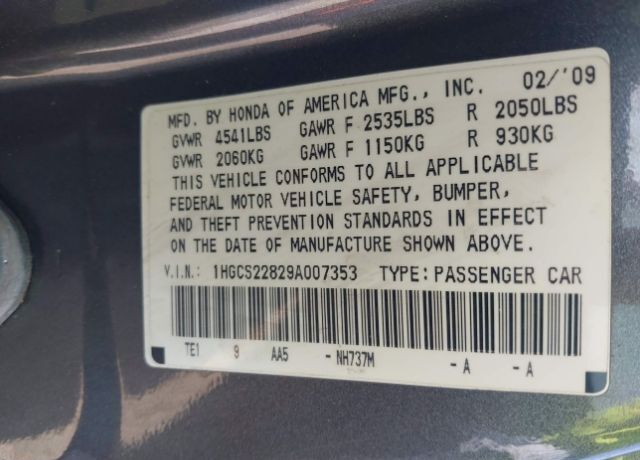 MFD. BY HONDA OF AMERICA MFG., INC. 02/'09
GVWR 4541LBS GAWR F 2535LBS R 2050LBS
GVWR 2060KG GAWR F 1150KG R 930KG
THIS VEHICLE CONFORMS TO ALL APPLICABLE
FEDERAL MOTOR VEHICLE SAFETY, BUMPER,
AND THEFT PREVENTION STANDARDS IN EFFECT
ON THE DATE OF MANUFACTURE SHOWN ABOVE.
V.I.N.: 1HGCS22829A007353 TYPE: PASSENGER CAR
TE1 9 AA5 - NH737M - A - A